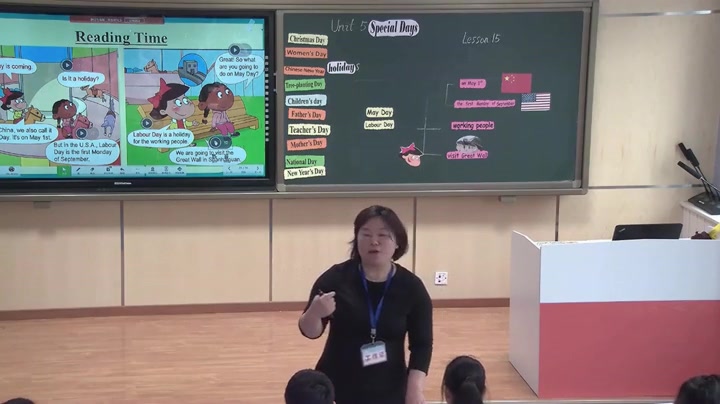 Reading Time
y is coming.
Is it a holiday?
China, we also call it
Day. It's on May 1st.
But in the U.S.A., Labour
Day is the first Monday
of September.
Great! So what
are you going to
do on May Day?
Labour Day is a holiday
for the working people.
We are going to visit the
Great Wall in
Unit 5 Special Days
Lesson 15
Christmas Day
Women's Day
Chinese New Year
holidays
Tree-planting Day
Children's day
Father's Day
Teacher's Day
Mother's Day
National Day
New Year's Day
May Day
Labour Day
on May 1st
the first Monday of September
working people
visit Great Wall